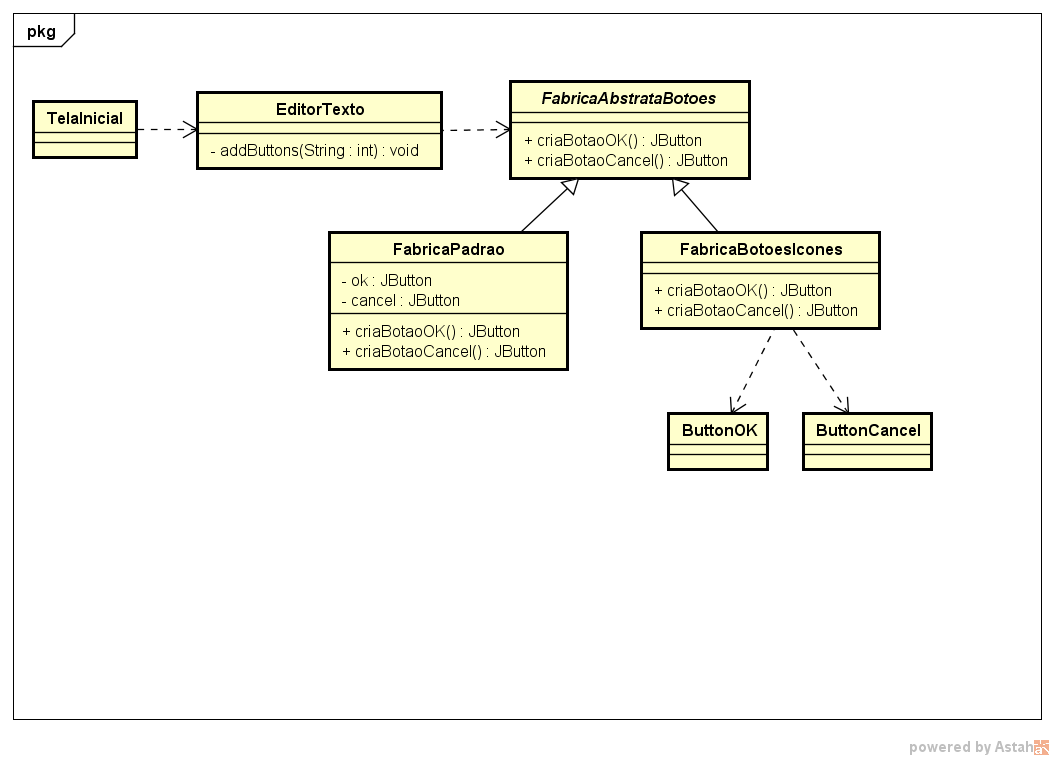 pkg
TelaInicial
EditorTexto
- addButtons(String : int) : void
FabricaAbstrataBotoes
+ criaBotaoOK() : JButton
+ criaBotaoCancel() : JButton
FabricaPadrao
- ok : JButton
- cancel : JButton
+ criaBotaoOK() : JButton
+ criaBotaoCancel() : JButton
FabricaBotoesIcones
+ criaBotaoOK() : JButton
+ criaBotaoCancel() : JButton
ButtonOK
ButtonCancel
powered by Astah